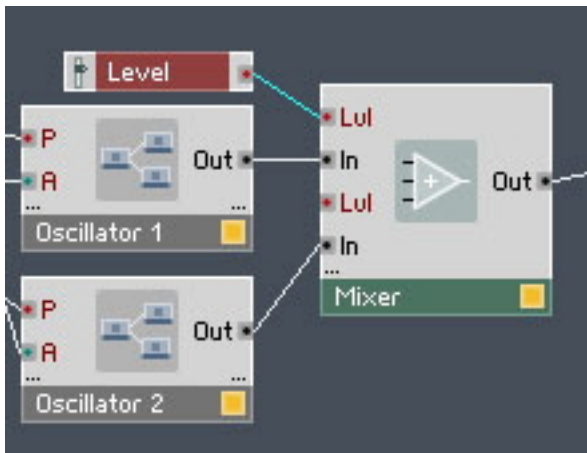 Level
P
A
Out
...
...
Oscillator 1
P
A
Out
...
...
Oscillator 2
Lvl
In
Lvl
In
...
Out
Mixer